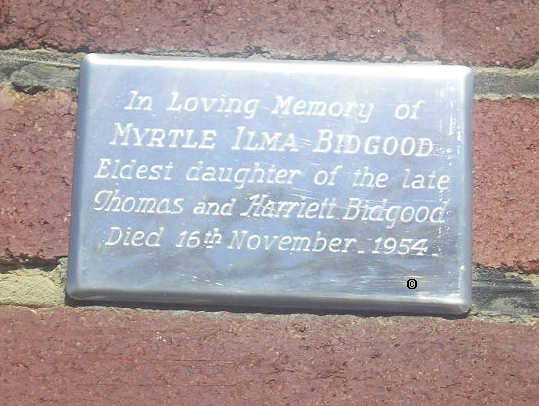 In Loving Memory of
MYRTLE ILMA BIDGOOD
Eldest daughter of the late
Thomas and Harriett Bidgood
Died 16th November. 1954.
®